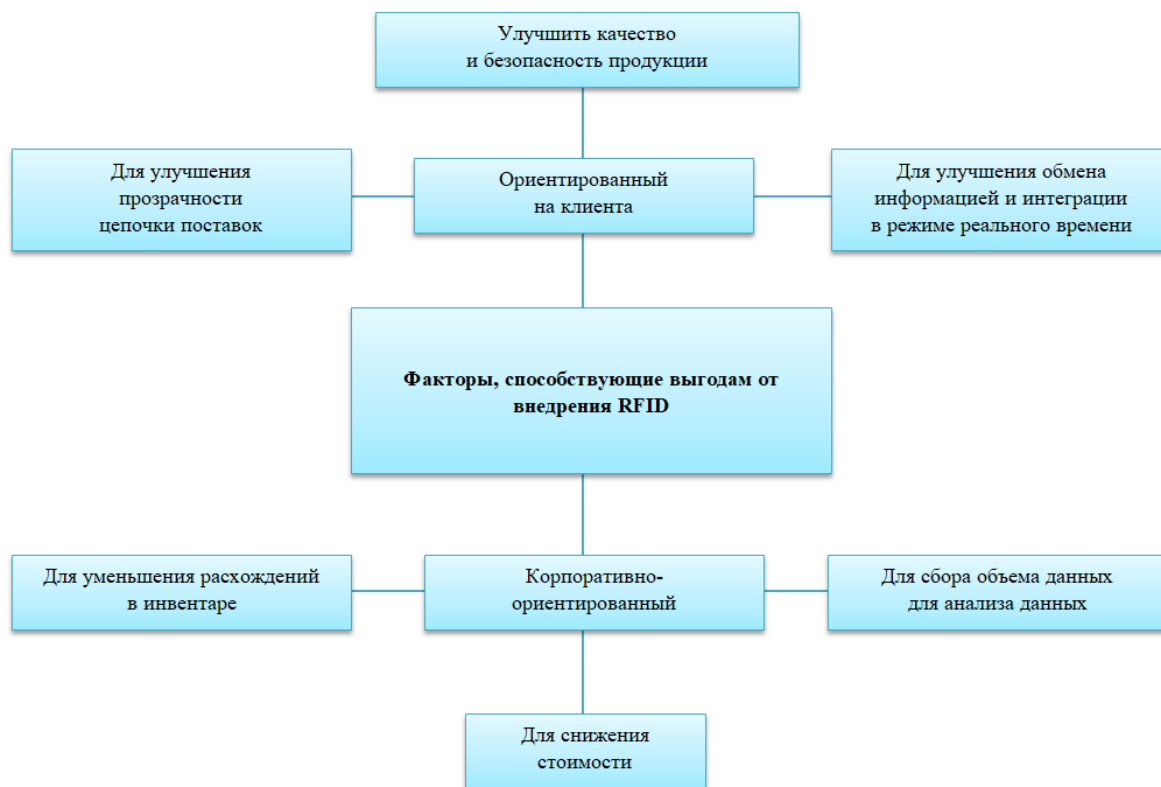 Улучшить качество
и безопасность продукции
Для улучшения
прозрачности
цепочки поставок
Ориентированный
на клиента
Для улучшения обмена
информацией и интеграции
в режиме реального времени
Факторы, способствующие выгодам от
внедрения RFID
Для уменьшения расхождений
в инвентаре
Корпоративно-
ориентированный
Для сбора объема данных
для анализа данных
Для снижения
стоимости